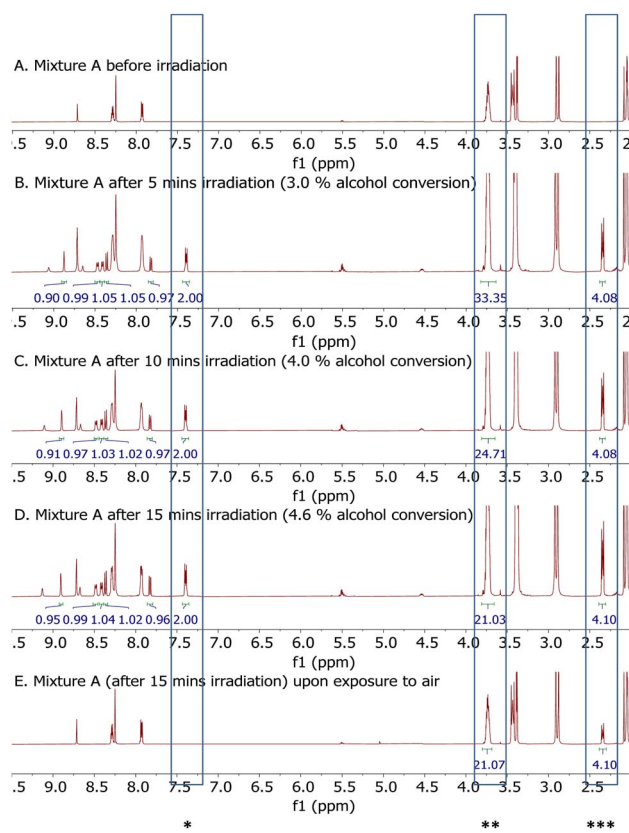 A. Mixture A before irradiation
.5 9.0 8.5 8.0 7.5 7.0 6.5 6.0 5.5 5.0 4.5 4.0 3.5 3.0 2.5 2.
f1 (ppm)
B. Mixture A after 5 mins irradiation (3.0 % alcohol conversion)
0.90 0.99 1.05 1.05 0.97 2.00 33.35 4.08
.5 9.0 8.5 8.0 7.5 7.0 6.5 6.0 5.5 5.0 4.5 4.0 3.5 3.0 2.5 2.
f1 (ppm)
C. Mixture A after 10 mins irradiation (4.0 % alcohol conversion)
0.91 0.97 1.03 1.02 0.97 2.00 24.71 4.08
.5 9.0 8.5 8.0 7.5 7.0 6.5 6.0 5.5 5.0 4.5 4.0 3.5 3.0 2.5 2.
f1 (ppm)
D. Mixture A after 15 mins irradiation (4.6 % alcohol conversion)
0.95 0.99 1.04 1.02 0.96 2.00 21.03 4.10
.5 9.0 8.5 8.0 7.5 7.0 6.5 6.0 5.5 5.0 4.5 4.0 3.5 3.0 2.5 2.
f1 (ppm)
E. Mixture A (after 15 mins irradiation) upon exposure to air
21.07 4.10
.5 9.0 8.5 8.0 7.5 7.0 6.5 6.0 5.5 5.0 4.5 4.0 3.5 3.0 2.5 2.
f1 (ppm)
* ** ***